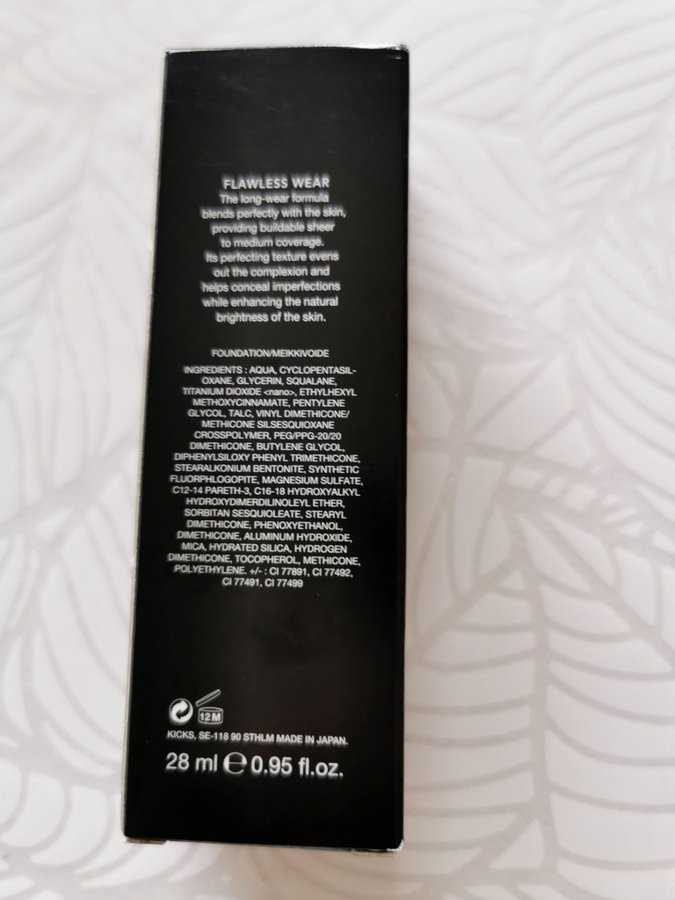 FLAWLESS WEAR
The long-wear formula
blends perfectly with the skin,
providing buildable sheer
to medium coverage.
Its perfecting texture evens
out the complexion and
helps conceal imperfections
while enhancing the natural
brightness of the skin.
FOUNDATION/MEIKKIVOIDE
INGREDIENTS : AQUA, CYCLOPENTASIL-
OXANE, GLYCERIN, SQUALANE,
TITANIUM DIOXIDE <nano>, ETHYLHEXYL
METHOXYCINNAMATE, PENTYLENE
GLYCOL, TALC, VINYL DIMETHICONE/
METHICONE SILSESQUIOXANE
CROSSPOLYMER, PEG/PPG-20/20
DIMETHICONE, BUTYLENE GLYCOL,
DIPHENYLSILOXY PHENYL TRIMETHICONE,
STEARALKONIUM BENTONITE, SYNTHETIC
FLUORPHLOGOPITE, MAGNESIUM SULFATE,
C12-14 PARETH-3, C16-18 HYDROXYALKYL
HYDROXYDIMERDILINOLEYL ETHER,
SORBITAN SESQUIOLEATE, STEARYL
DIMETHICONE, PHENOXYETHANOL,
DIMETHICONE, ALUMINUM HYDROXIDE,
MICA, HYDRATED SILICA, HYDROGEN
DIMETHICONE, TOCOPHEROL, METHICONE,
POLYETHYLENE. +/- : CI 77891, CI 77492,
CI 77491, CI 77499
12 M
KICKS, SE-118 90 STHLM MADE IN JAPAN.
28 ml e 0.95 fl.oz.